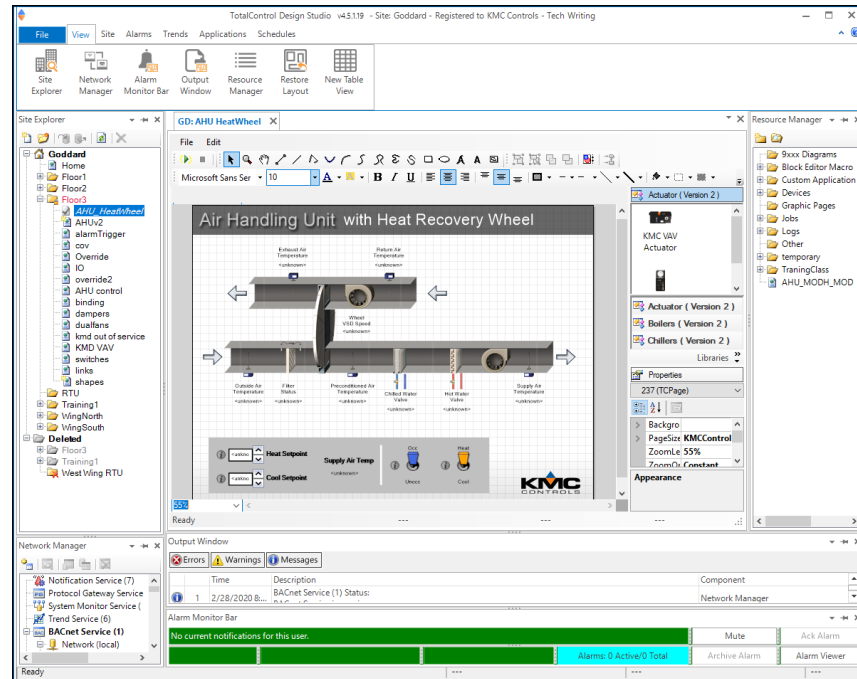 TotalControl Design Studio v4.5.1.19 - Site: Goddard - Registered to KMC Controls - Tech Writing
File View Site Alarms Trends Applications Schedules
Site Explorer
Network Manager
Alarm Monitor Bar
Output Window
Resource Manager
Restore Layout
New Table View
Site Explorer
Goddard
Home
Floor1
Floor2
Floor3
AHU_HeatWheel
AHUv2
alarmTrigger
cov
Override
IO
override2
AHU control
binding
dampers
dualfans
kmd out of service
KMD VAV
switches
links
shapes
RTU
Training1
WingNorth
WingSouth
Deleted
Floor3
Training1
West Wing RTU
GD: AHU HeatWheel
File Edit
Microsoft Sans Ser 10
A B I U
Air Handling Unit with Heat Recovery Wheel
Exhaust Air
Temperature
<unknown>
Return Air
Temperature
<unknown>
Wheel
VSD Speed
<unknown>
Outside Air
Temperature
<unknown>
Filter
Status
<unknown>
Preconditioned Air
Temperature
<unknown>
Chilled Water
Valve
<unknown>
Hot Water
Valve
<unknown>
Supply Air
Temperature
<unknown>
Heat Setpoint
Cool Setpoint
Supply Air Temp
<unknown>
Occ
Unocc
Heat
Cool
KMC
CONTROLS
55%
Ready --- --- ---
Actuator ( Version 2 )
KMC VAV
Actuator
Actuator ( Version 2 )
Boilers ( Version 2 )
Chillers ( Version 2 )
Libraries
Properties
237 (TCPage)
Backgro
PageSize KMCControl
ZoomLe 55%
ZoomOr Constant
Appearance
Resource Manager
9xxx Diagrams
Block Editor Macro
Custom Application
Devices
Graphic Pages
Jobs
Logs
Other
temporary
TraningClass
AHU_MODH_MOD
Network Manager
Notification Service (7)
Protocol Gateway Service
System Monitor Service (
Trend Service (6)
BACnet Service (1)
Network (local)
Output Window
Errors Warnings Messages
Time Description Component
1 2/28/2020 8:... BACnet Service (1) Status: Network Manager
Alarm Monitor Bar
No current notifications for this user. Mute Ack Alarm
Alarms: 0 Active/0 Total Archive Alarm Alarm Viewer
Ready --- --- ---